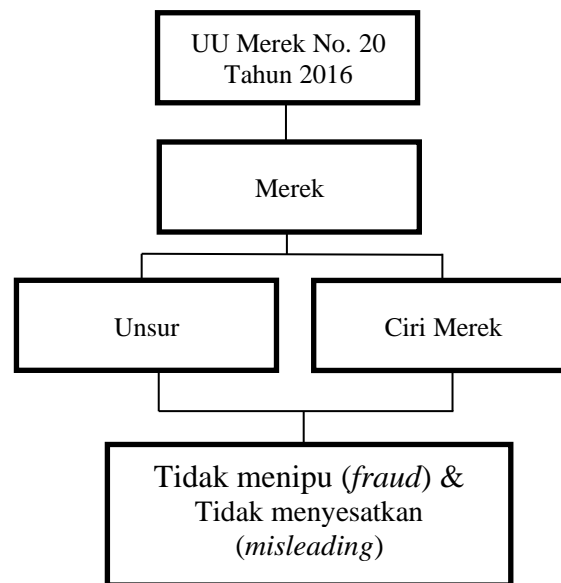 UU Merek No. 20
Tahun 2016
Merek
Unsur
Ciri Merek
Tidak menipu (fraud) &
Tidak menyesatkan
(misleading)